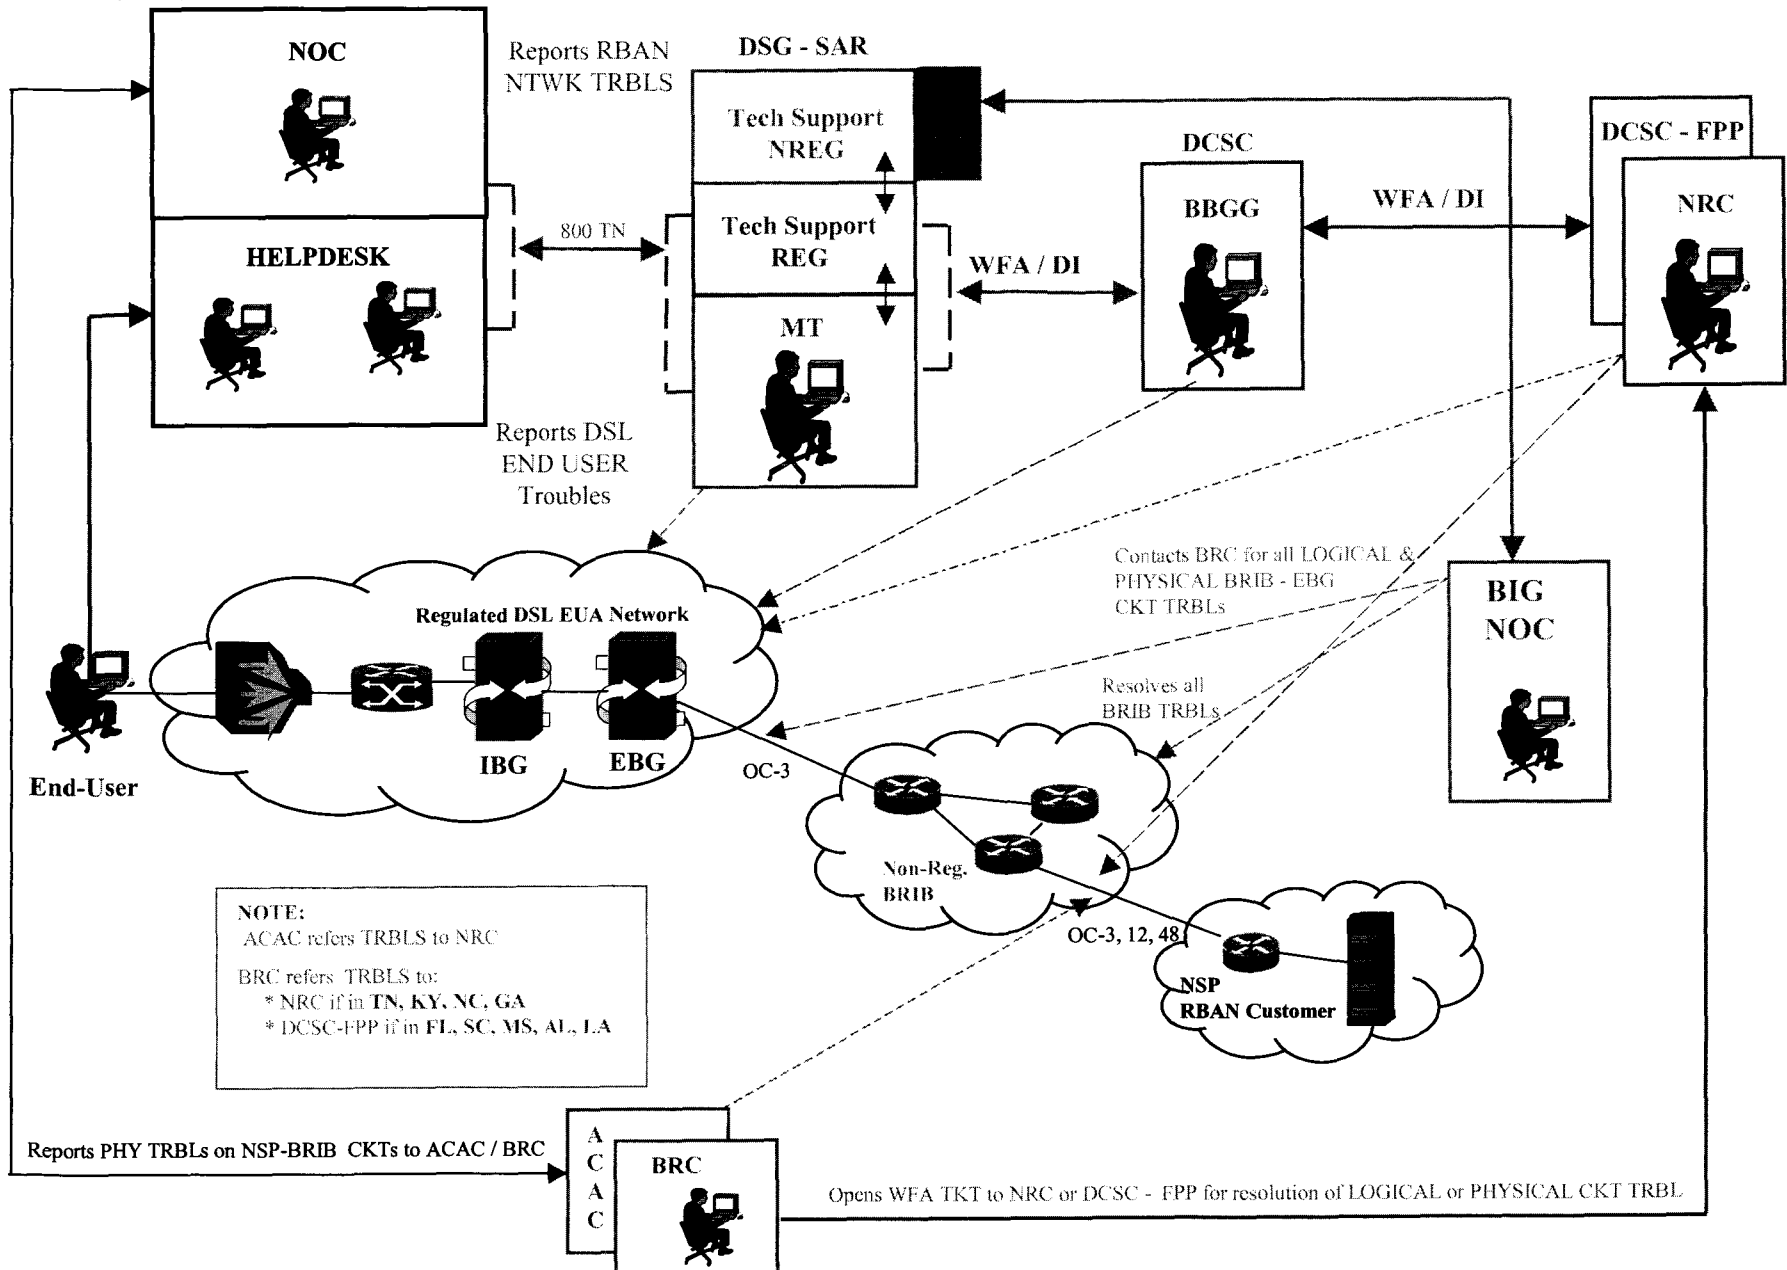 NOC
Reports RBAN
NTWK TRBLS
DSG - SAR
Tech Support
NREG
DCSC
DCSC - FPP
BBGG
WFA / DI
NRC
HELPDESK
800 TN
Tech Support
REG
WFA / DI
MT
Reports DSL
END USER
Troubles
Contacts BRC for all LOGICAL &
PHYSICAL BRIB - EBG
CKT TRBLs
BIG
NOC
Regulated DSL EUA Network
Resolves all
BRIB TRBLs
IBG
EBG
End-User
OC-3
Non-Reg.
BRIB
NOTE:
ACAC refers TRBLS to NRC
BRC refers TRBLS to:
* NRC if in TN, KY, NC, GA
* DCSC-FPP if in FL, SC, MS, AL, LA
OC-3, 12, 48
NSP
RBAN Customer
Reports PHY TRBLs on NSP-BRIB CKTs to ACAC / BRC
A
C
A
C
BRC
Opens WFA TKT to NRC or DCSC - FPP for resolution of LOGICAL or PHYSICAL CKT TRBL